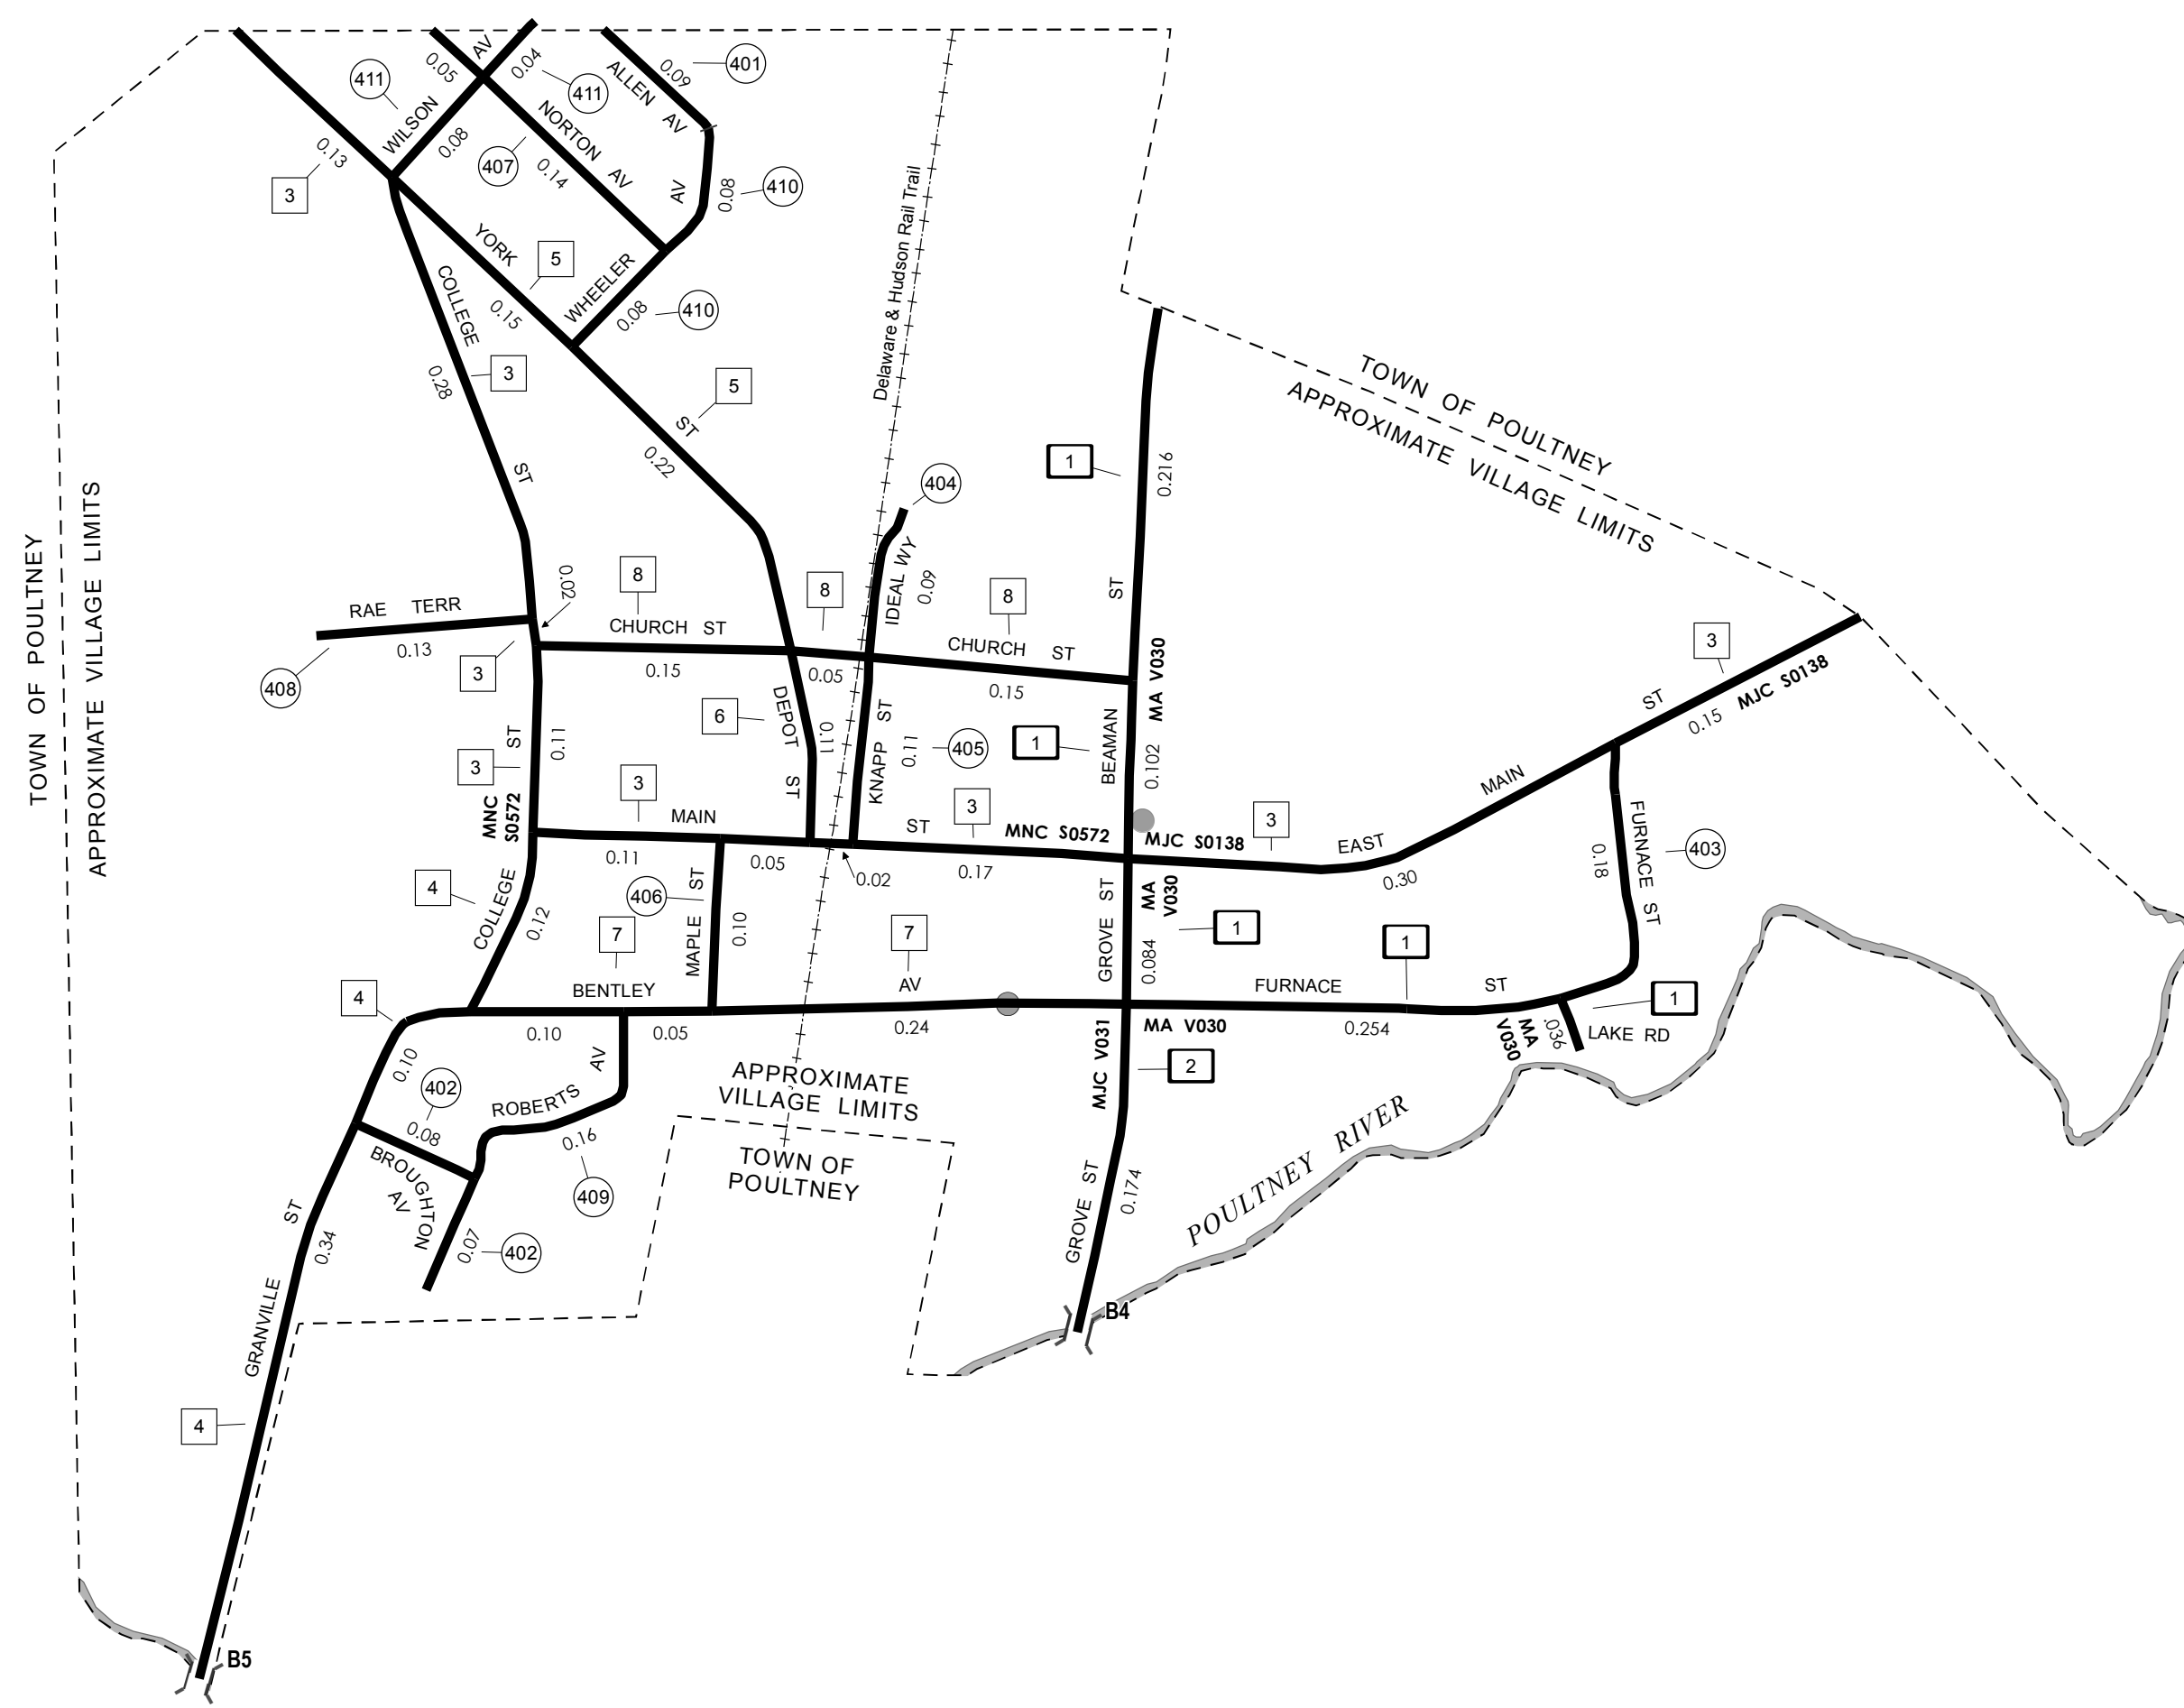 AV
0.05
0.04
411
411
WILSON
0.08
401
0.09
ALLEN AV
NORTON AV
407
0.14
0.13
3
AV
0.08
410
YORK
5
WHEELER
0.08
410
0.15
COLLEGE
0.28
3
5
ST
0.22
ST
Delaware & Hudson Rail Trail
404
IDEAL WY
0.09
1
0.216
TOWN OF POULTNEY
APPROXIMATE VILLAGE LIMITS
TOWN OF POULTNEY
APPROXIMATE VILLAGE LIMITS
RAE TERR
0.13
408
0.02
3
8
CHURCH ST
0.15
8
0.05
8
CHURCH ST
0.15
ST
MA V030
6
DEPOT
0.11
ST
KNAPP ST
0.11
405
1
BEAMAN
0.102
3
ST
0.15
MJC S0138
3
ST
0.11
MNC
S0572
3
MAIN
0.11
0.05
0.02
ST
3
0.17
MNC S0572
MJC S0138
3
EAST
0.30
MAIN
FURNACE ST
0.18
403
4
COLLEGE
0.12
406
MAPLE ST
0.10
7
BENTLEY
7
AV
GROVE ST
0.084
MA
V030
1
1
FURNACE ST
0.254
MA V030
MA
V030
.036
LAKE RD
1
4
0.10
0.10
0.05
0.24
MJC V031
2
402
0.08
BROUGHTON
AV
ROBERTS
AV
0.16
409
0.07
402
APPROXIMATE
VILLAGE LIMITS
TOWN OF
POULTNEY
GROVE ST
0.174
POULTNEY RIVER
B4
ST
0.34
GRANVILLE
4
B5